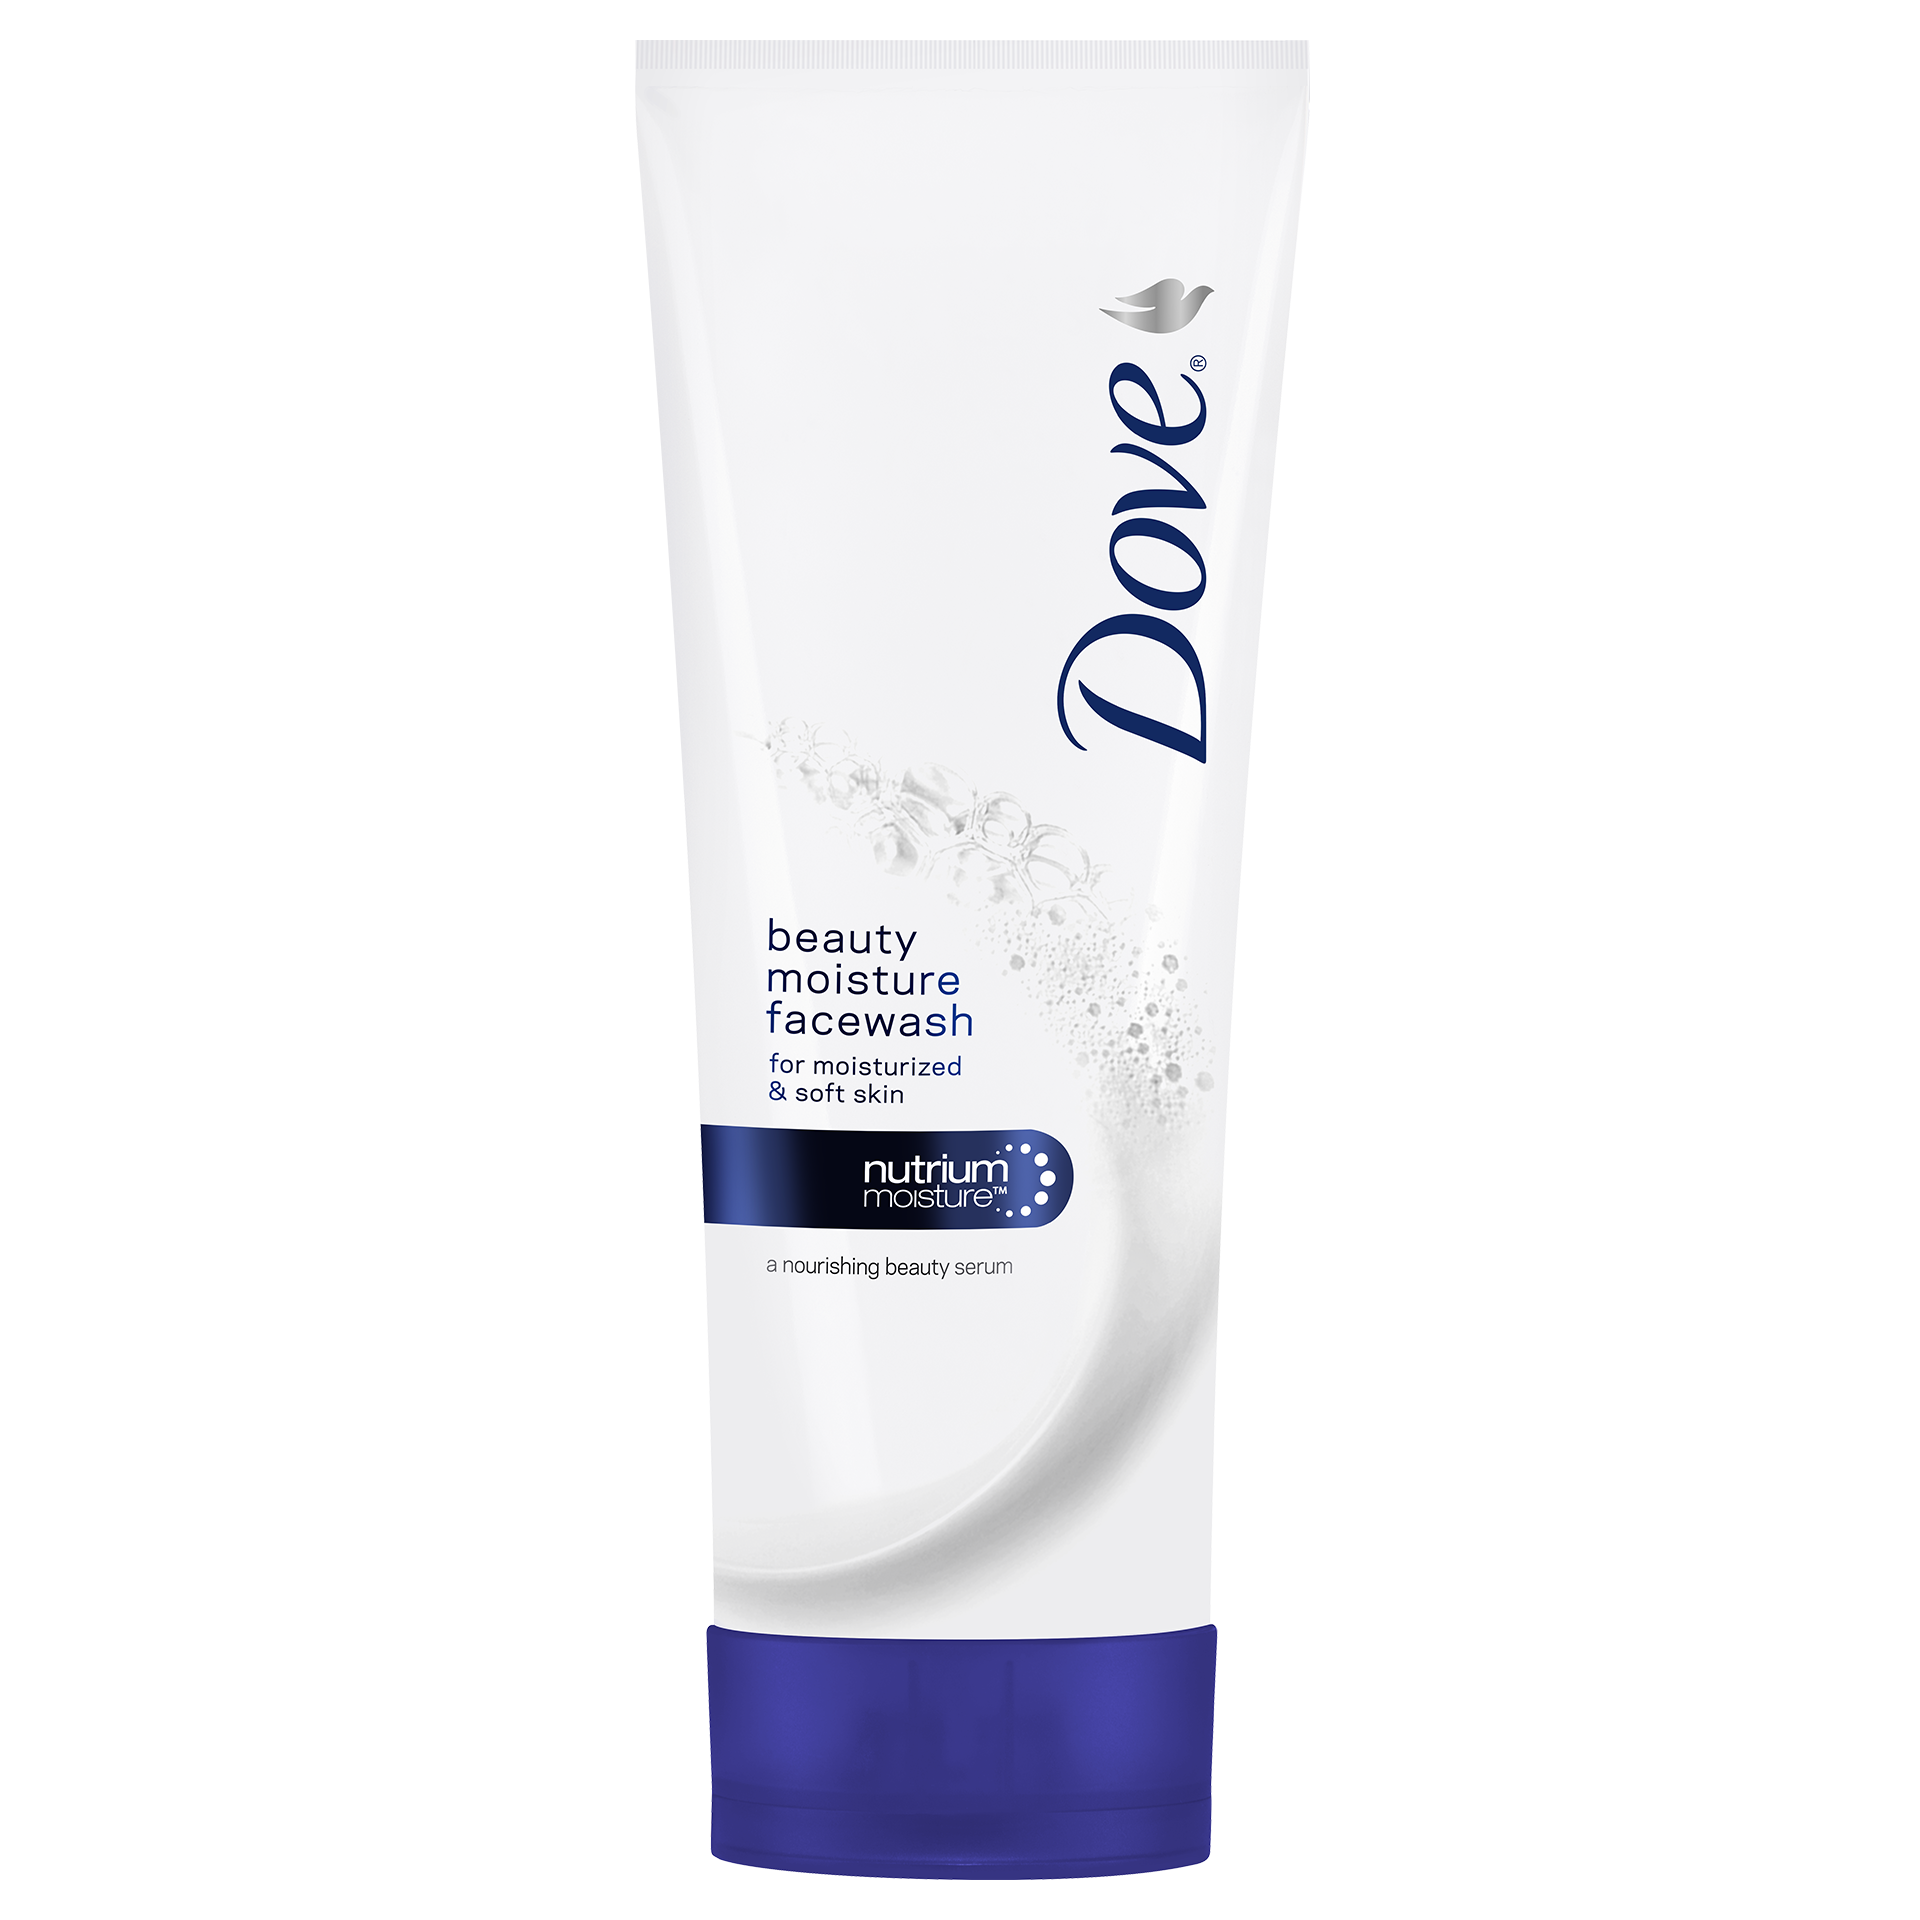 Dove®
beauty
moisture
facewash
for moisturized
& soft skin
nutrium
moisture™
a nourishing beauty serum